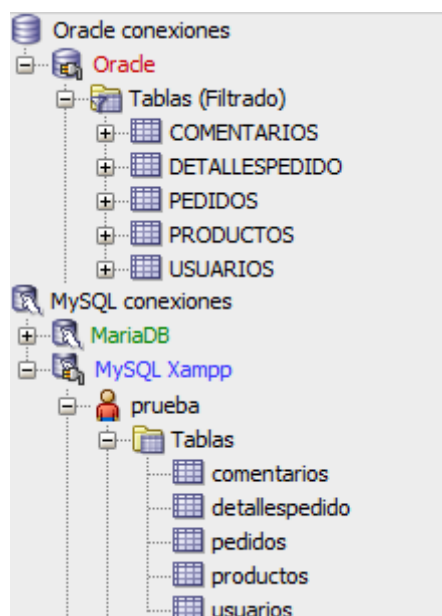 Oracle conexiones
Oracle
Tablas (Filtrado)
COMENTARIOS
DETALLESPEDIDO
PEDIDOS
PRODUCTOS
USUARIOS
MySQL conexiones
MariaDB
MySQL Xampp
prueba
Tablas
comentarios
detallespedido
pedidos
productos
usuarios